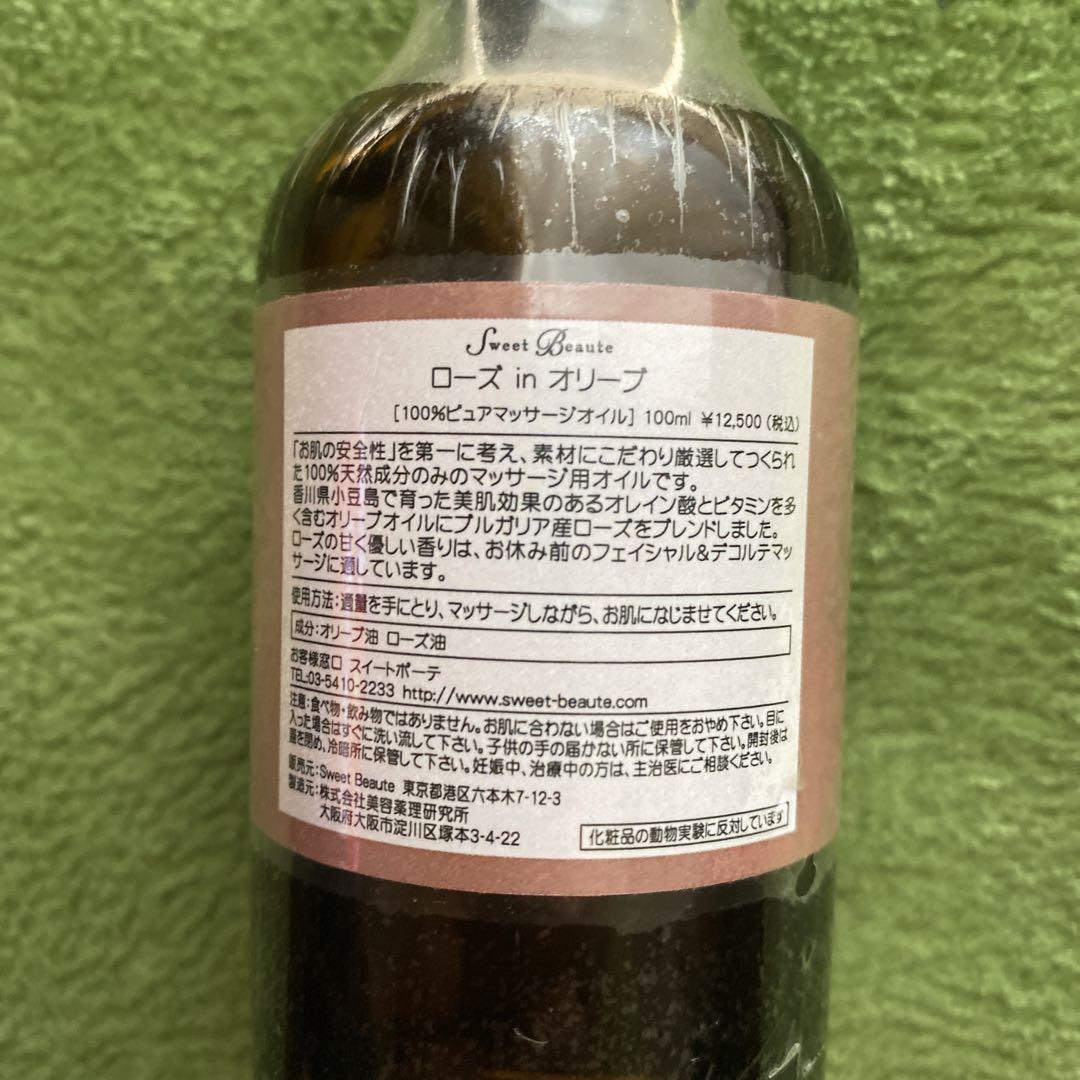 Sweet Beaute
ローズ in オリーブ
[100%ピュアマッサージオイル] 100ml ¥12,500(税込)
「お肌の安全性」を第一に考え、素材にこだわり厳選してつくられ
た100%天然成分のみのマッサージ用オイルです。
香川県小豆島で育った美肌効果のあるオレイン酸とビタミンを多
く含むオリーブオイルにブルガリア産ローズをブレンドしました。
ローズの甘く優しい香りは、お休み前のフェイシャル&デコルテマッ
サージに適しています。
使用方法:適量を手にとり、マッサージしながら、お肌になじませてください。
成分:オリーブ油 ローズ油
お客様窓口 スイートボーテ
TEL:03-5410-2233 http://www.sweet-beaute.com
注意:食べ物・飲み物ではありません。お肌に合わない場合はご使用をおやめ下さい。目に
入った場合はすぐに洗い流して下さい。子供の手の届かない所に保管して下さい。開封後は
蓋を閉め、冷暗所に保管して下さい。妊娠中、治療中の方は、主治医にご相談ください。
販売元:Sweet Beaute 東京都港区六本木7-12-3
製造元:株式会社美容薬理研究所
大阪府大阪市淀川区塚本3-4-22
化粧品の動物実験に反対しています